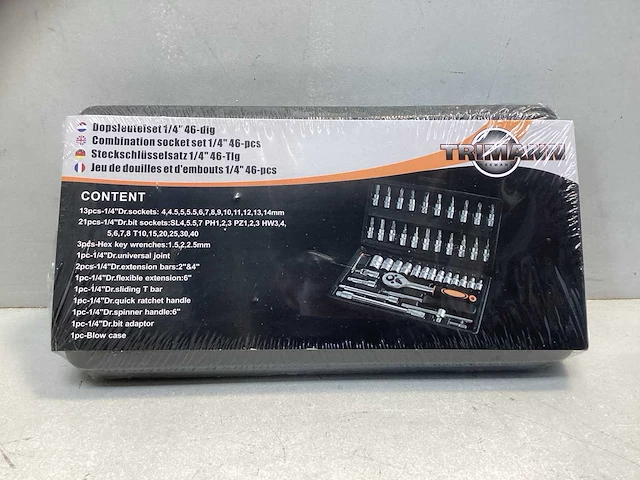 Dopsleutelset 1/4" 46-dlg
Combination socket set 1/4" 46-pcs
Steckschlüsselsatz 1/4" 46-Tlg
Jeu de douilles et d'embouts 1/4" 46-pcs
TRIMANN
CONTENT
13pcs-1/4"Dr.sockets: 4,4.5,5,5.5,6,7,8,9,10,11,12,13,14mm
21pcs-1/4"Dr.bit sockets:SL4,5.5,7 PH1,2,3 PZ1,2,3 HW3,4,
5,6,7,8 T10,15,20,25,30,40
3pcs-Hex key wrenches:1.5,2,2.5mm
1pc-1/4"Dr.universal joint
2pcs-1/4"Dr.extension bars:2"&4"
1pc-1/4"Dr.flexible extension:6"
1pc-1/4"Dr.sliding T bar
1pc-1/4"Dr.quick ratchet handle
1pc-1/4"Dr.spinner handle:6"
1pc-1/4"Dr.bit adaptor
1pc-Blow case